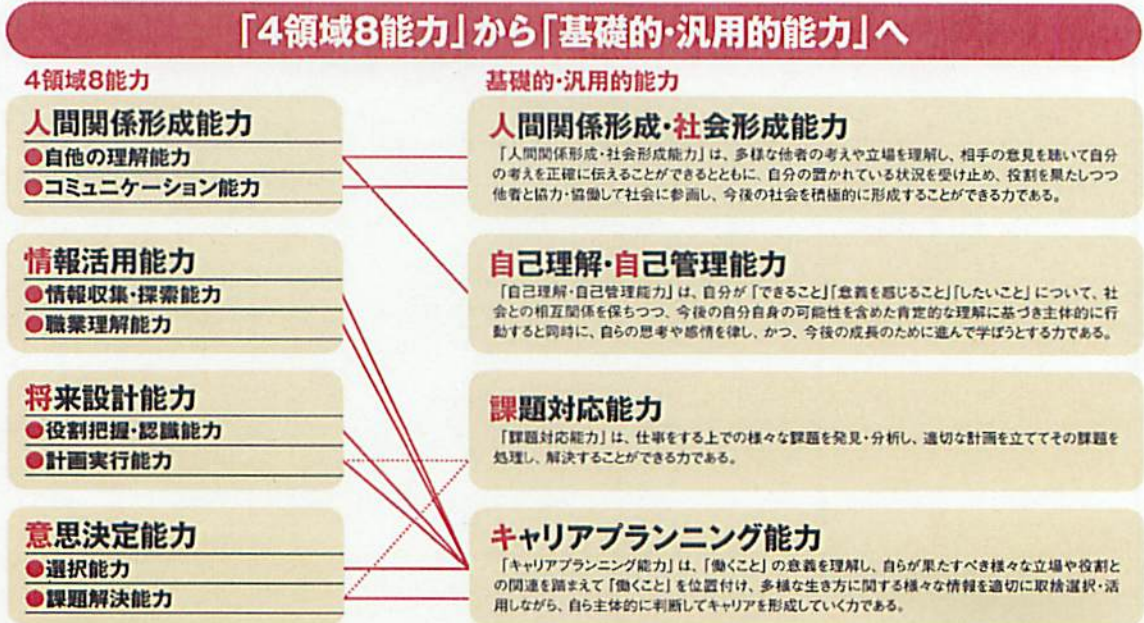 「4領域8能力」から「基礎的・汎用的能力」へ
4領域8能力
人間関係形成能力
●自他の理解能力
●コミュニケーション能力
情報活用能力
●情報収集・探索能力
●職業理解能力
将来設計能力
●役割把握・認識能力
●計画実行能力
意思決定能力
●選択能力
●課題解決能力
基礎的・汎用的能力
人間関係形成・社会形成能力
「人間関係形成・社会形成能力」は、多様な他者の考えや立場を理解し、相手の意見を聴いて自分
の考えを正確に伝えることができるとともに、自分の置かれている状況を受け止め、役割を果たしつつ
他者と協力・協働して社会に参画し、今後の社会を積極的に形成することができる力である。
自己理解・自己管理能力
「自己理解・自己管理能力」は、自分が「できること」「意義を感じること」「したいこと」について、社
会との相互関係を保ちつつ、今後の自分自身の可能性を含めた肯定的な理解に基づき主体的に行
動すると同時に、自らの思考や感情を律し、かつ、今後の成長のために進んで学ぼうとする力である。
課題対応能力
「課題対応能力」は、仕事をする上での様々な課題を発見・分析し、適切な計画を立ててその課題を
処理し、解決することができる力である。
キャリアプランニング能力
「キャリアプランニング能力」は、「働くこと」の意義を理解し、自らが果たすべき様々な立場や役割と
の関連を踏まえて「働くこと」を位置付け、多様な生き方に関する様々な情報を適切に取捨選択・活
用しながら、自ら主体的に判断してキャリアを形成していく力である。